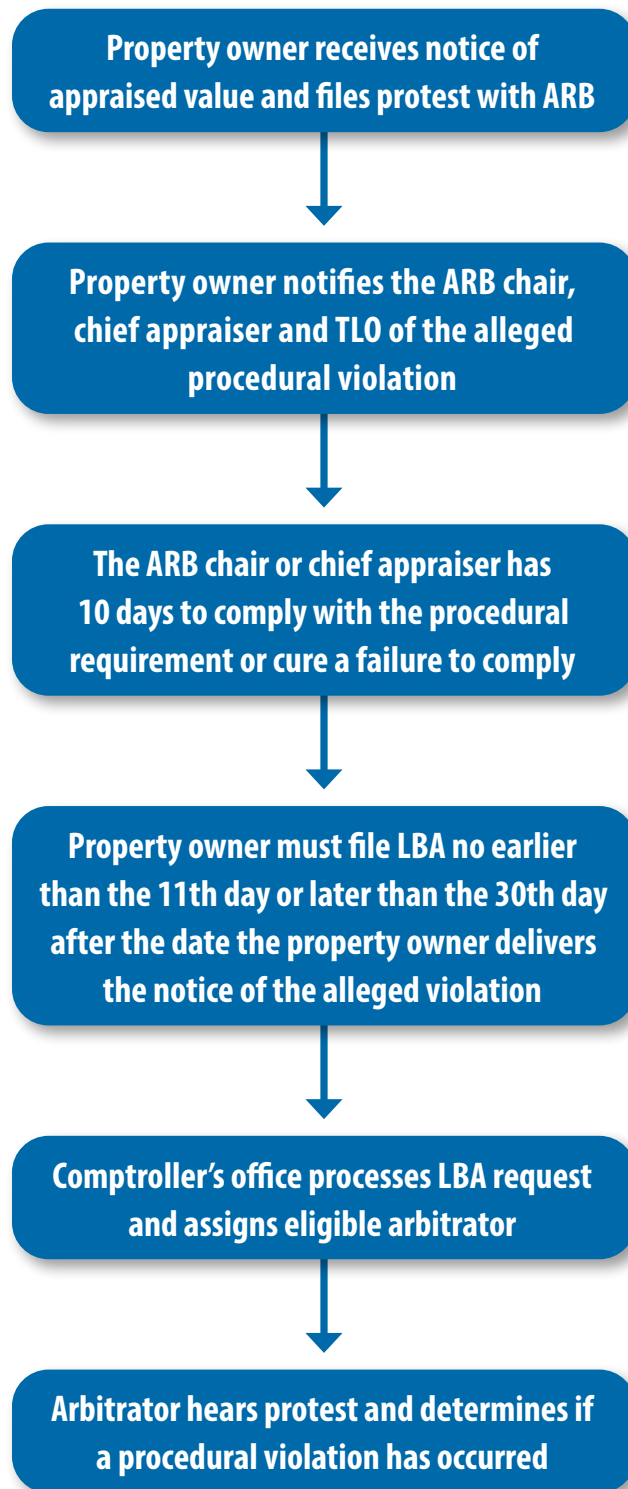 Property owner receives notice of
appraised value and files protest with ARB
Property owner notifies the ARB chair,
chief appraiser and TLO of the alleged
procedural violation
The ARB chair or chief appraiser has
10 days to comply with the procedural
requirement or cure a failure to comply
Property owner must file LBA no earlier
than the 11th day or later than the 30th day
after the date the property owner delivers
the notice of the alleged violation
Comptroller’s office processes LBA request
and assigns eligible arbitrator
Arbitrator hears protest and determines if
a procedural violation has occurred